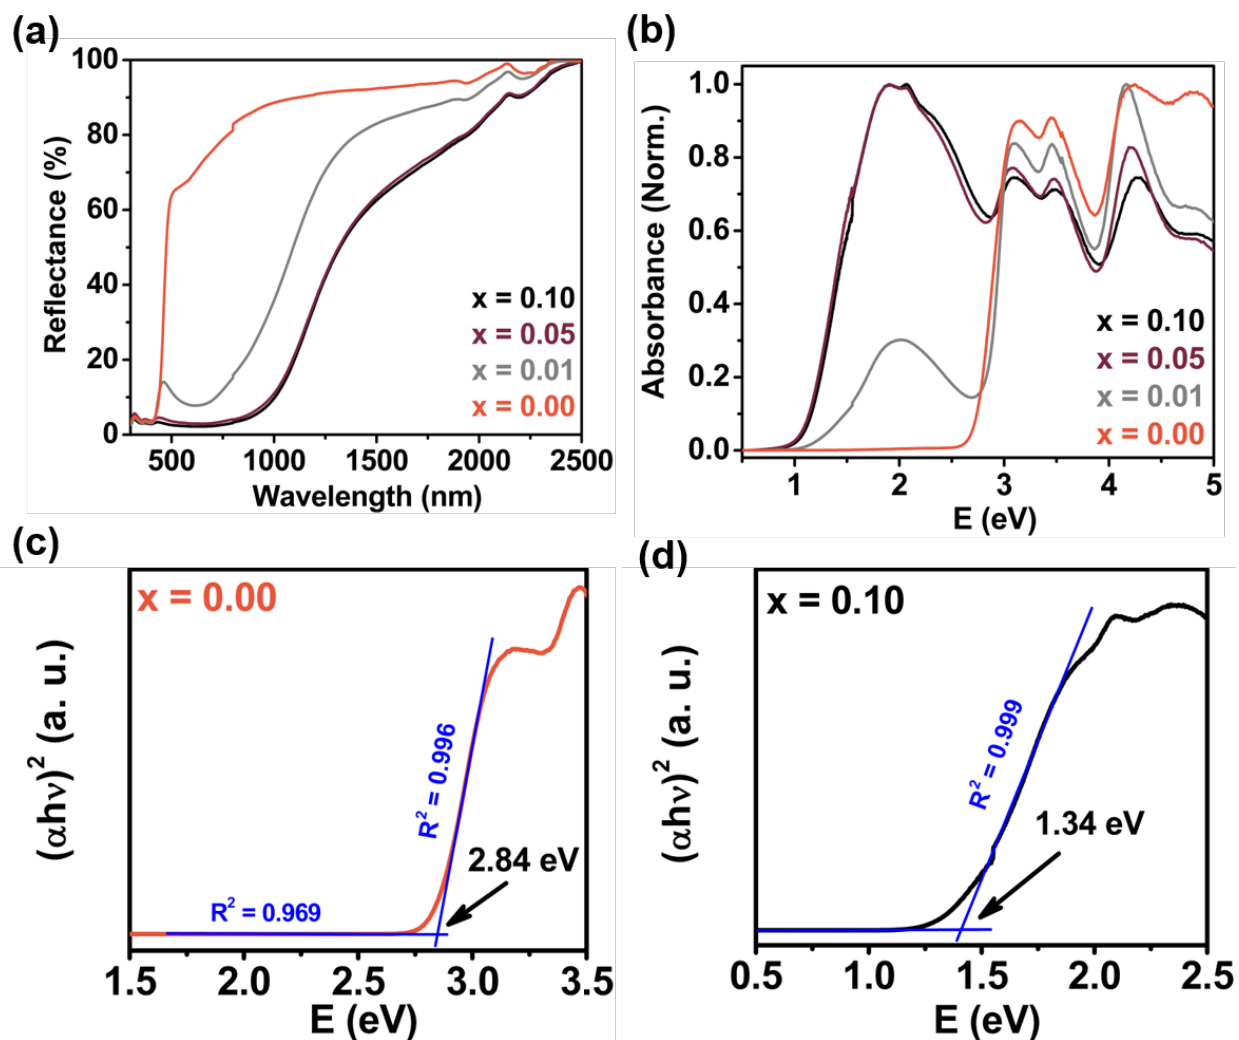 (a)
100
80
60
40
20
0
Reflectance (%)
x = 0.10
x = 0.05
x = 0.01
x = 0.00
500 1000 1500 2000 2500
Wavelength (nm)
(b)
1.0
0.8
0.6
0.4
0.2
0.0
Absorbance (Norm.)
x = 0.10
x = 0.05
x = 0.01
x = 0.00
1 2 3 4 5
E (eV)
(c)
x = 0.00
(αhν)² (a. u.)
R² = 0.996
2.84 eV
R² = 0.969
1.5 2.0 2.5 3.0 3.5
E (eV)
(d)
x = 0.10
(αhν)² (a. u.)
R² = 0.999
1.34 eV
0.5 1.0 1.5 2.0 2.5
E (eV)